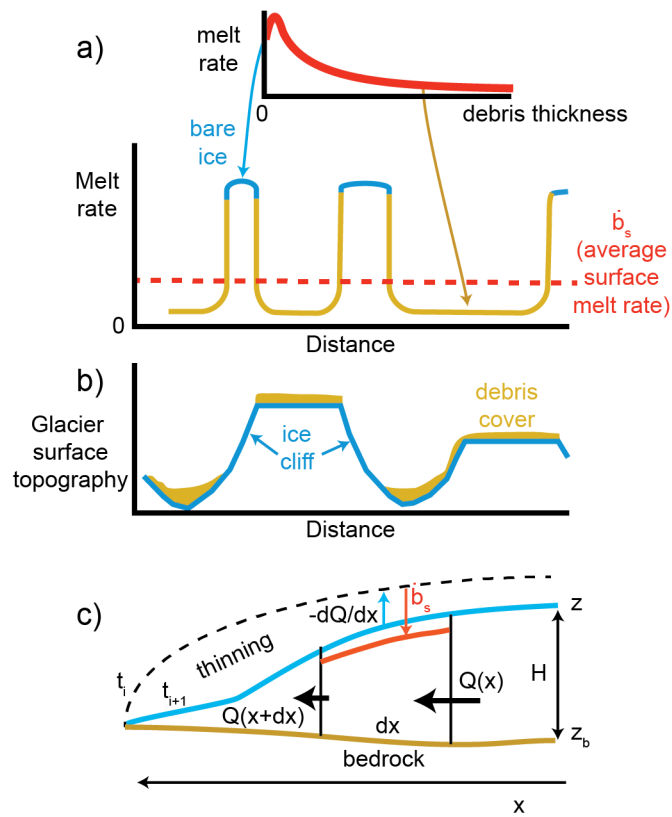 a)
melt
rate
0
debris thickness
bare
ice
Melt
rate
0
Distance
ḃs
(average
surface
melt rate)
b)
Glacier
surface
topography
ice
cliff
debris
cover
Distance
c)
-dQ/dx
ḃs
z
thinning
ti
ti+1
Q(x+dx)
Q(x)
H
dx
zb
bedrock
x